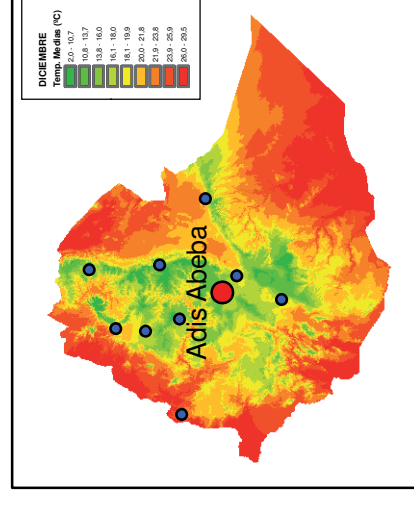 DICIEMBRE
Temp. Medias (ºC)
2,0 - 10,7
10,8 - 13,7
13,8 - 16,0
16,1 - 18,0
18,1 - 19,9
20,0 - 21,8
21,9 - 23,8
23,9 - 25,9
26,0 - 29,5
Adis Abeba